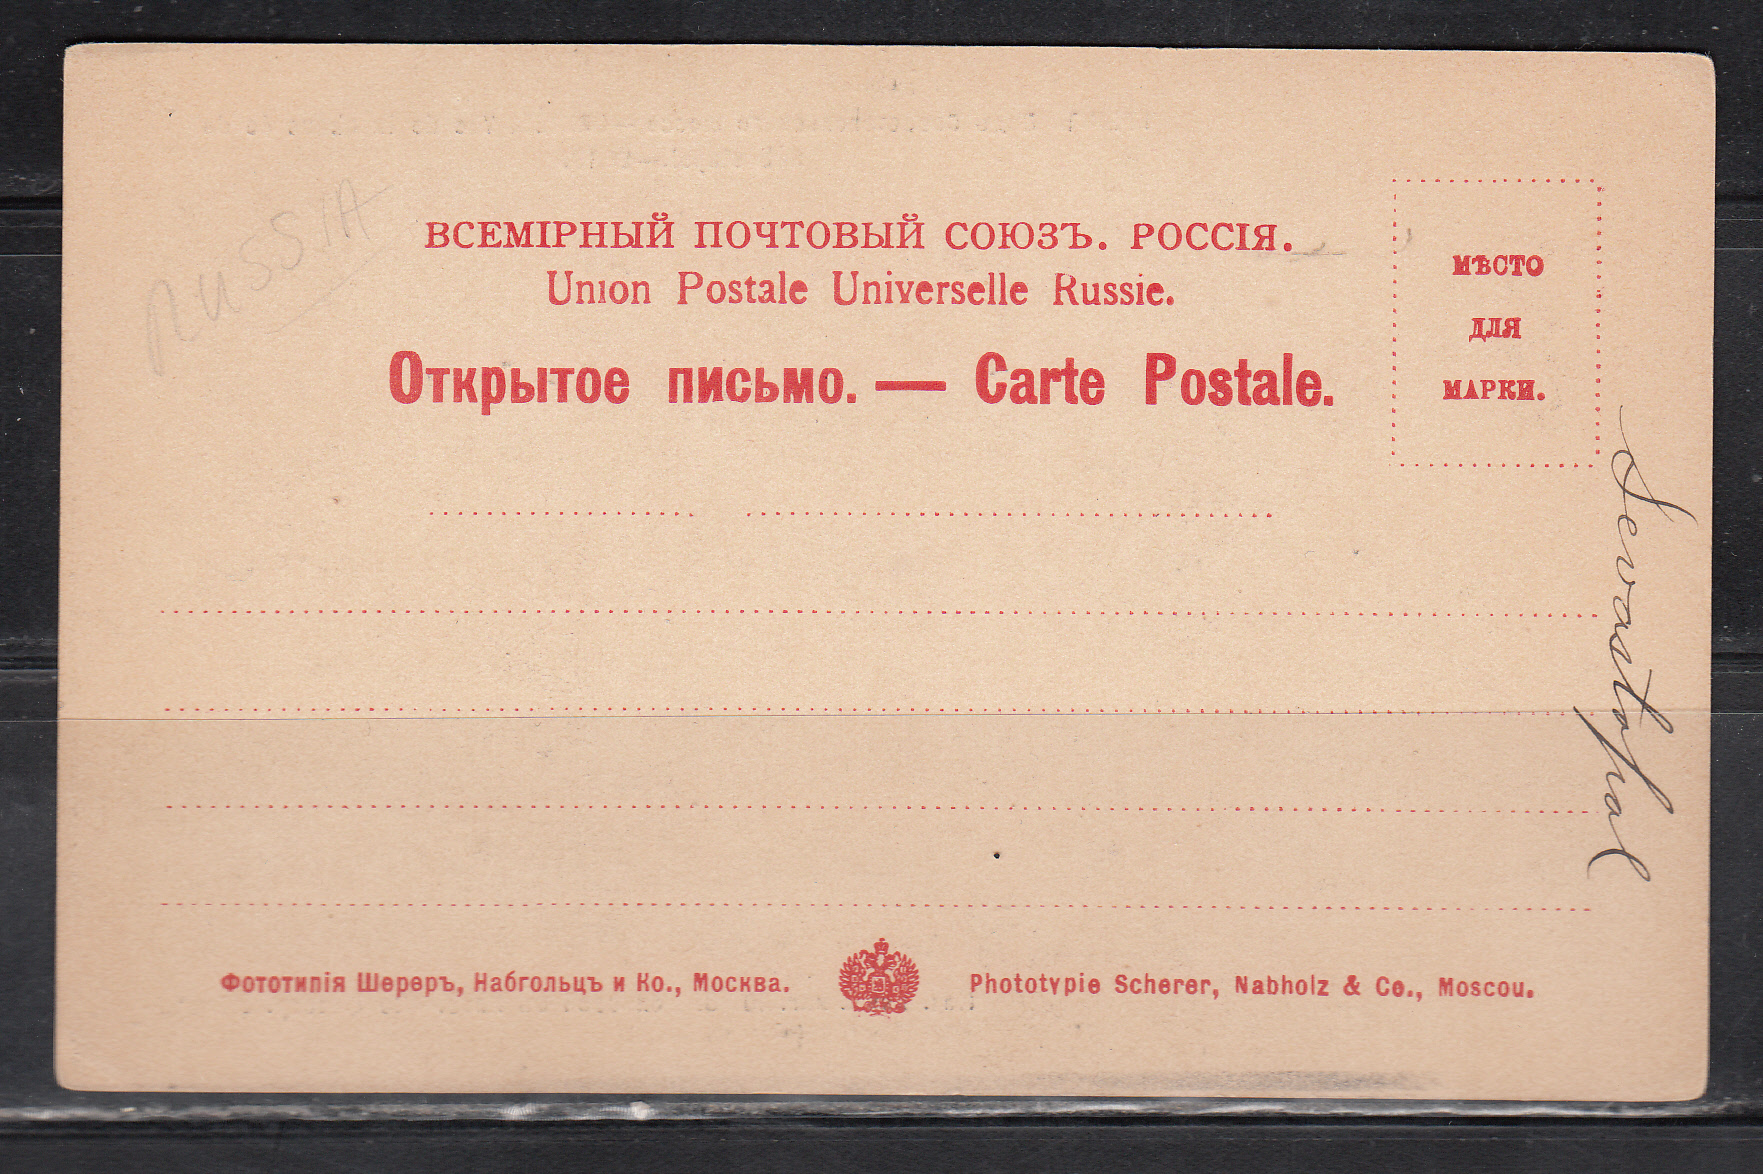 RUSSIA
ВСЕМІРНЫЙ ПОЧТОВЫЙ СОЮЗЪ. РОССІЯ.
Union Postale Universelle Russie.
Открытое письмо. — Carte Postale.
МѢСТО
ДЛЯ
МАРКИ.
Sevastopol
Фототипія Шереръ, Набгольцъ и Ко., Москва.
Phototypie Scherer, Nabholz & Co., Moscou.